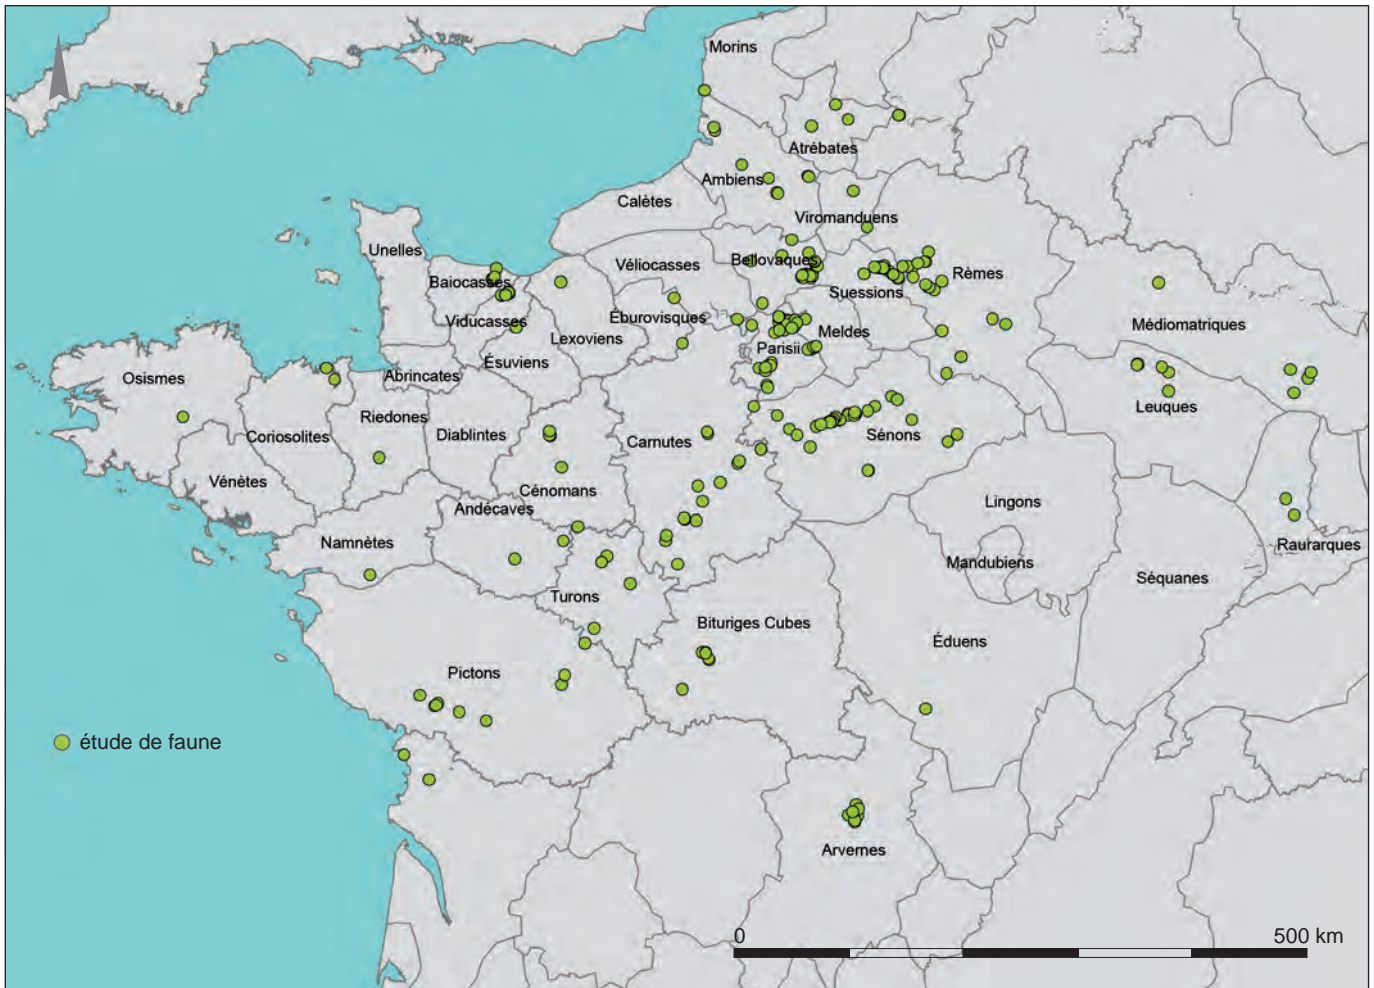 Morins
Atrébates
Ambiens
Calètes
Viromanduens
Unelles
Bellovaques
Véliocasses
Rèmes
Baiocasses
Suessions
Viducasses
Éburovisques
Médiomatriques
Lexoviens
Meldes
Parisii
Ésuviens
Osismes
Abrincates
Leuques
Riedones
Coriosolites
Diablintes
Carnutes
Sénons
Vénètes
Cénomans
Lingons
Andécaves
Namnètes
Raurarques
Mandubiens
Séquanes
Turons
Bituriges Cubes
Éduens
Pictons
étude de faune
Arvernes
0
500 km